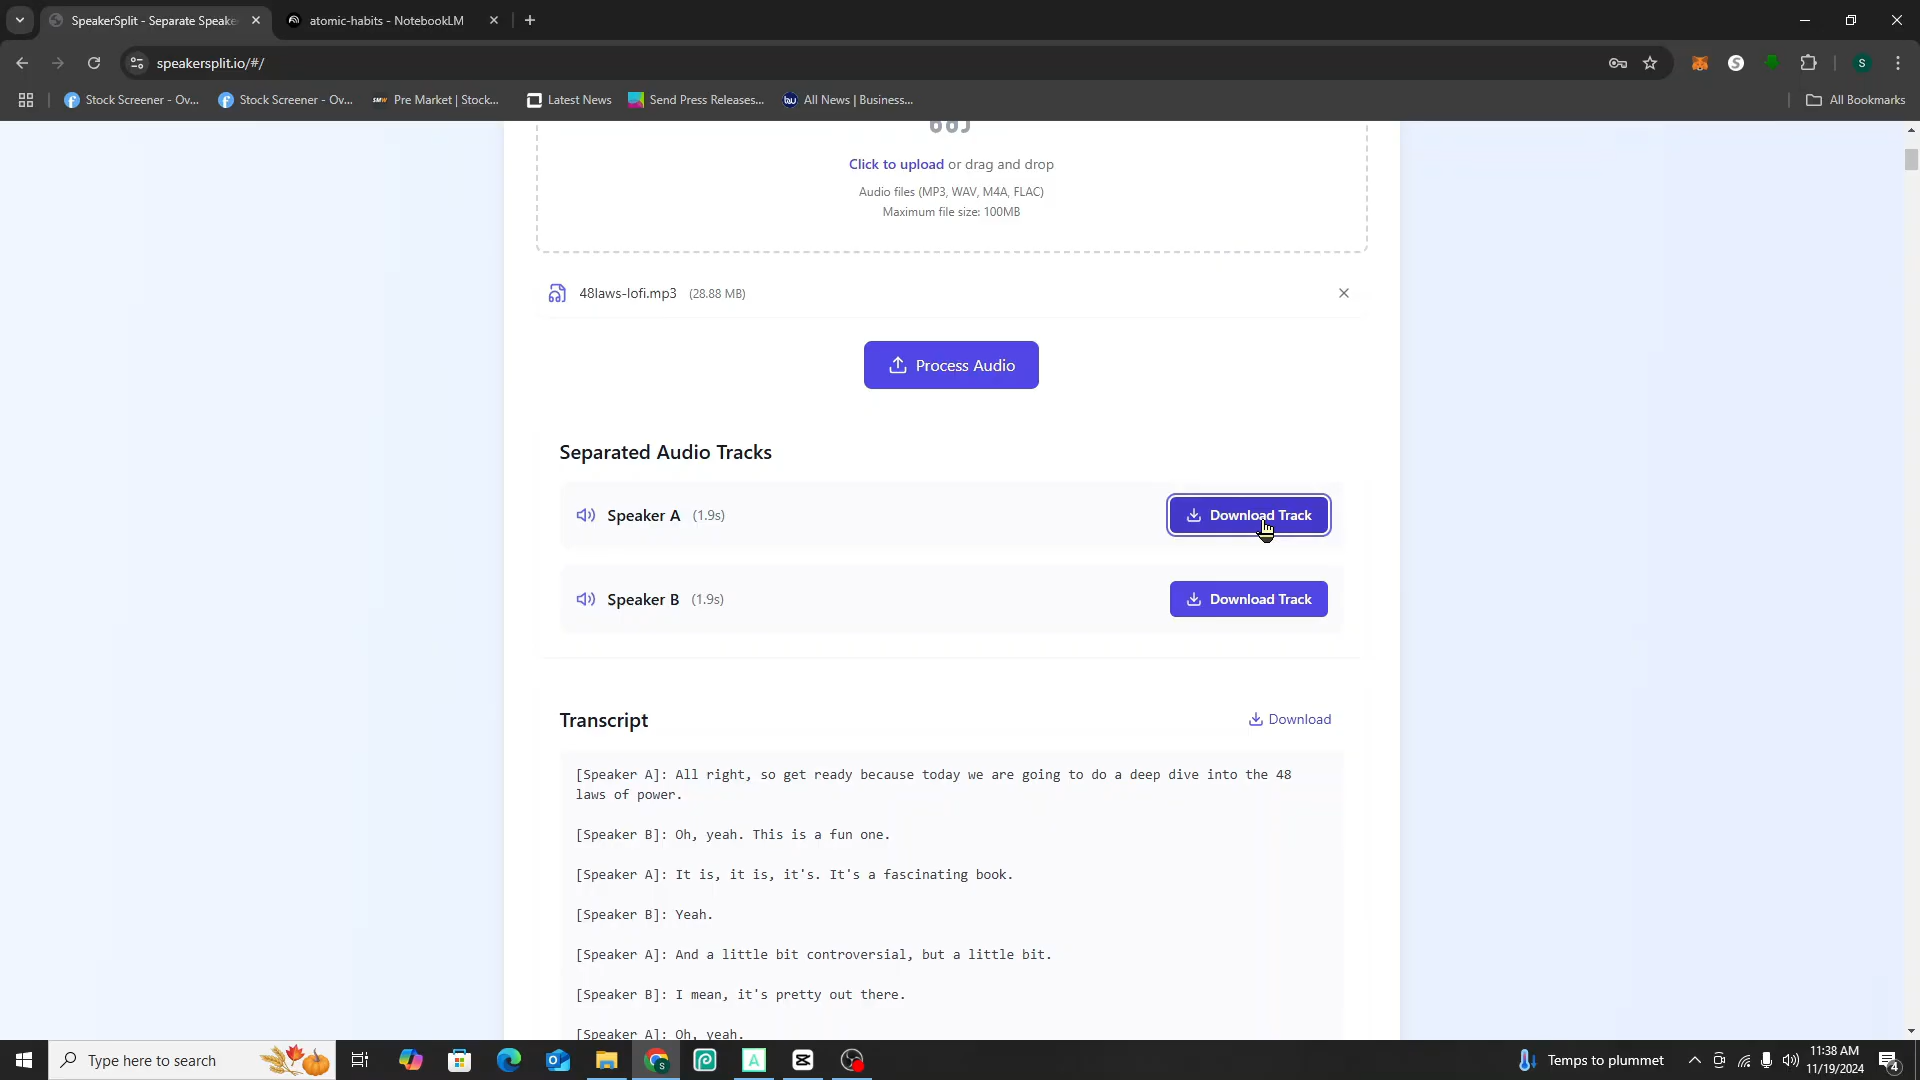 SpeakerSplit - Separate Speake
atomic-habits - NotebookLM
speakersplit.io/#/
S
Stock Screener - Ov...
Stock Screener - Ov...
SMW
Pre Market | Stock...
Latest News
Send Press Releases...
All News | Business...
All Bookmarks
Click to upload or drag and drop
Audio files (MP3, WAV, M4A, FLAC)
Maximum file size: 100MB
48laws-lofi.mp3 (28.88 MB)
Process Audio
Separated Audio Tracks
Speaker A (1.9s)
Download Track
Speaker B (1.9s)
Download Track
Transcript
Download
[Speaker A]: All right, so get ready because today we are going to do a deep dive into the 48
laws of power.
[Speaker B]: Oh, yeah. This is a fun one.
[Speaker A]: It is, it is, it's. It's a fascinating book.
[Speaker B]: Yeah.
[Speaker A]: And a little bit controversial, but a little bit.
[Speaker B]: I mean, it's pretty out there.
[Speaker A]: Oh, yeah.
Type here to search
Temps to plummet
11:38 AM
11/19/2024
4